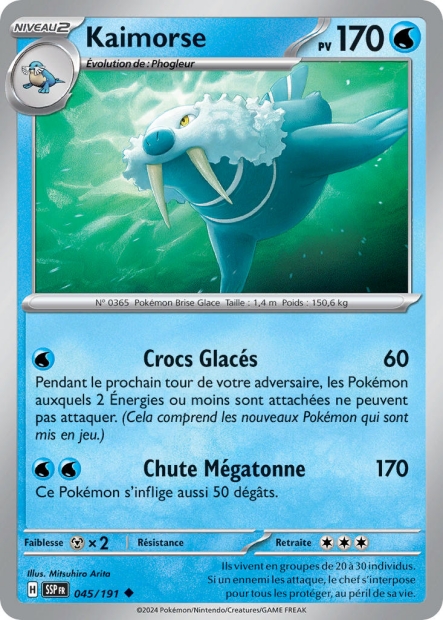 NIVEAU2
Kaimorse
PV 170
Évolution de : Phogleur
N° 0365 Pokémon Brise Glace Taille : 1,4 m Poids : 150,6 kg
Crocs Glacés 60
Pendant le prochain tour de votre adversaire, les Pokémon
auxquels 2 Énergies ou moins sont attachées ne peuvent
pas attaquer. (Cela comprend les nouveaux Pokémon qui sont
mis en jeu.)
Chute Mégatonne 170
Ce Pokémon s'inflige aussi 50 dégâts.
Faiblesse ×2 Résistance Retraite
Illus. Mitsuhiro Arita
Ils vivent en groupes de 20 à 30 individus.
Si un ennemi les attaque, le chef s'interpose
pour tous les protéger, au péril de sa vie.
H SSP FR 045/191
©2024 Pokémon/Nintendo/Creatures/GAME FREAK